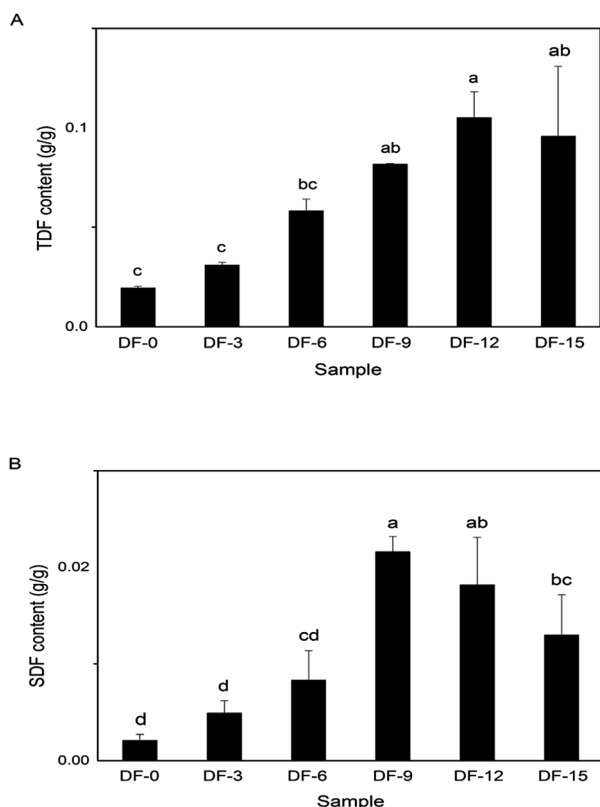 A
TDF content (g/g)
0.1
0.0
c
c
bc
ab
a
ab
DF-0 DF-3 DF-6 DF-9 DF-12 DF-15
Sample
B
SDF content (g/g)
0.02
0.00
d
d
cd
a
ab
bc
DF-0 DF-3 DF-6 DF-9 DF-12 DF-15
Sample